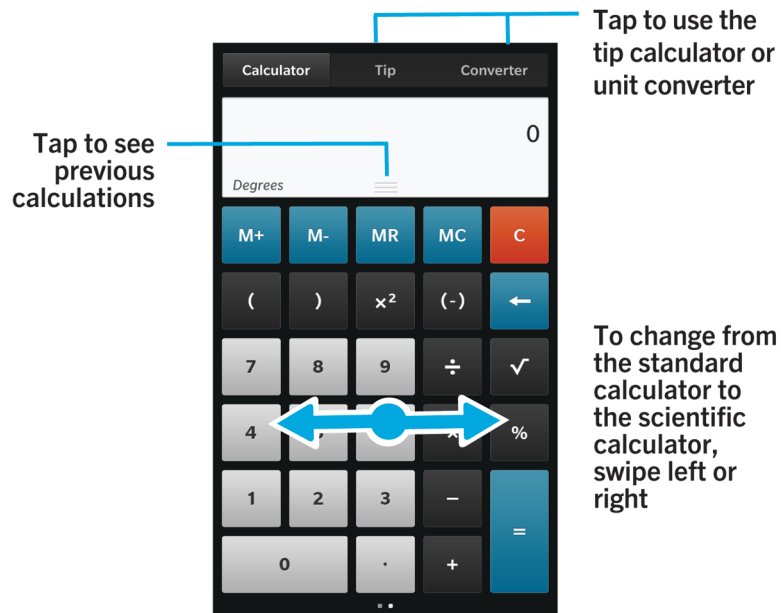 Tap to use the
tip calculator or
unit converter
Calculator Tip Converter
0
Tap to see
previous
calculations
Degrees
M+ M- MR MC C
( ) x² (-) ←
7 8 9 ÷ √
4 %
To change from
the standard
calculator to
the scientific
calculator,
swipe left or
right
1 2 3 − =
0 . +